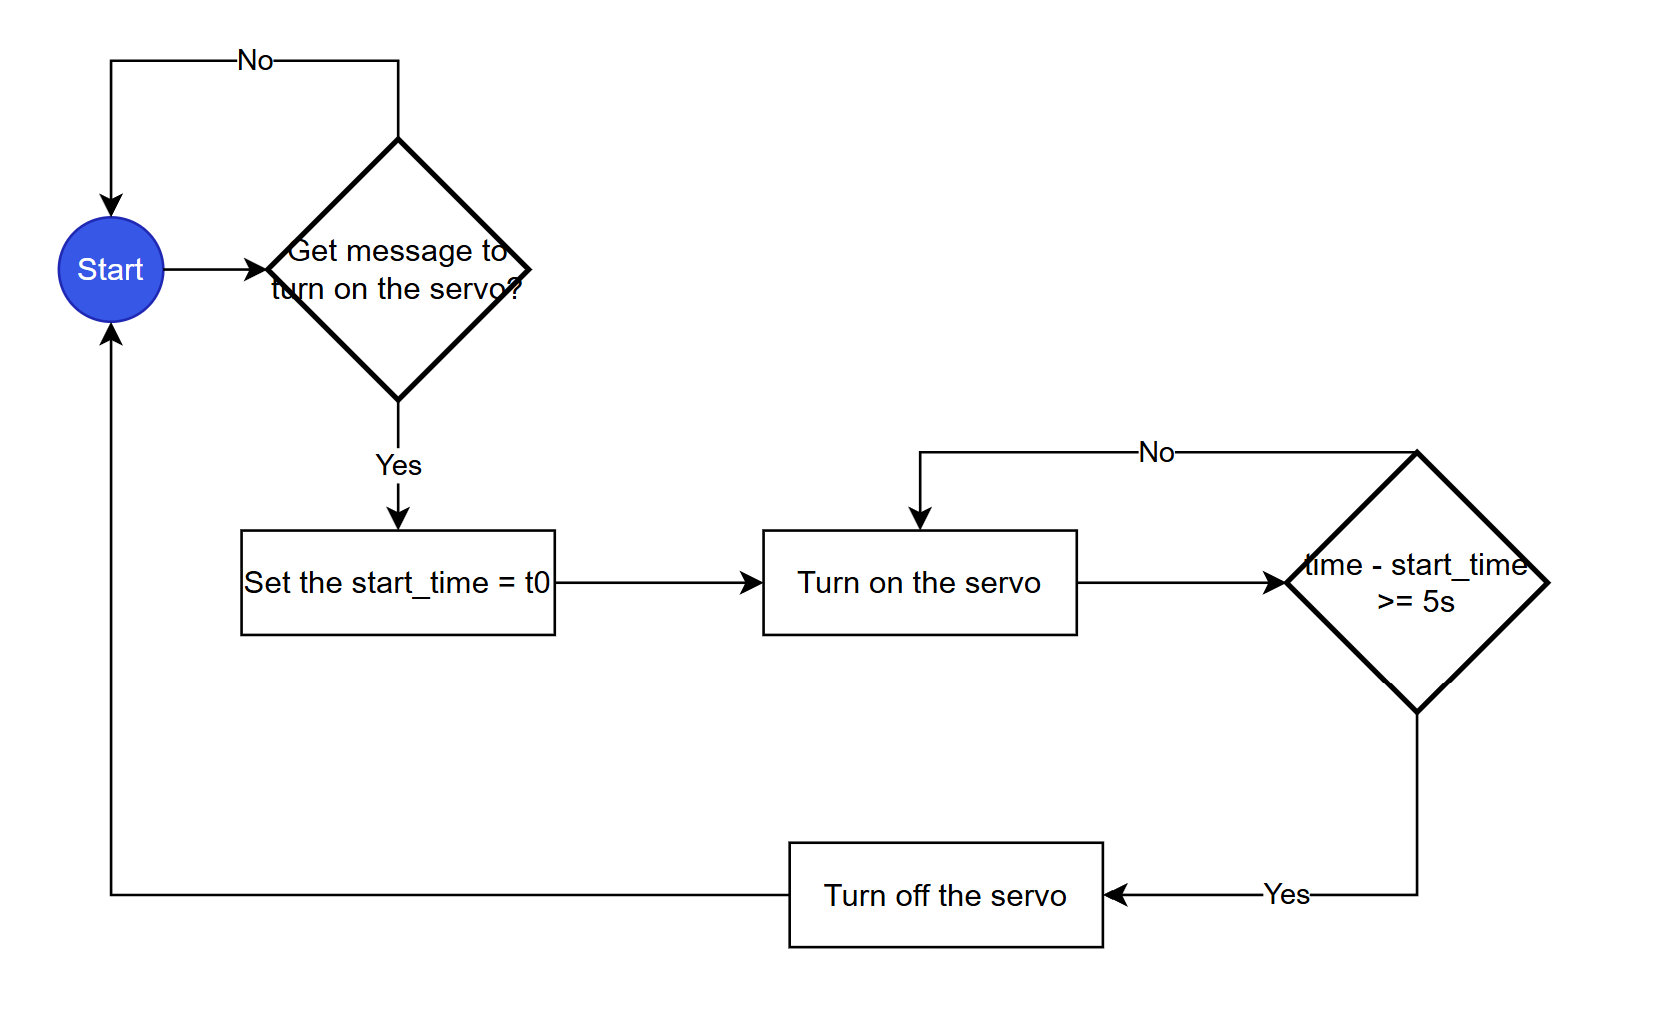 No
Start
Get message to
turn on the servo?
Yes
No
Set the start_time = t0
Turn on the servo
time - start_time
>= 5s
Turn off the servo
Yes